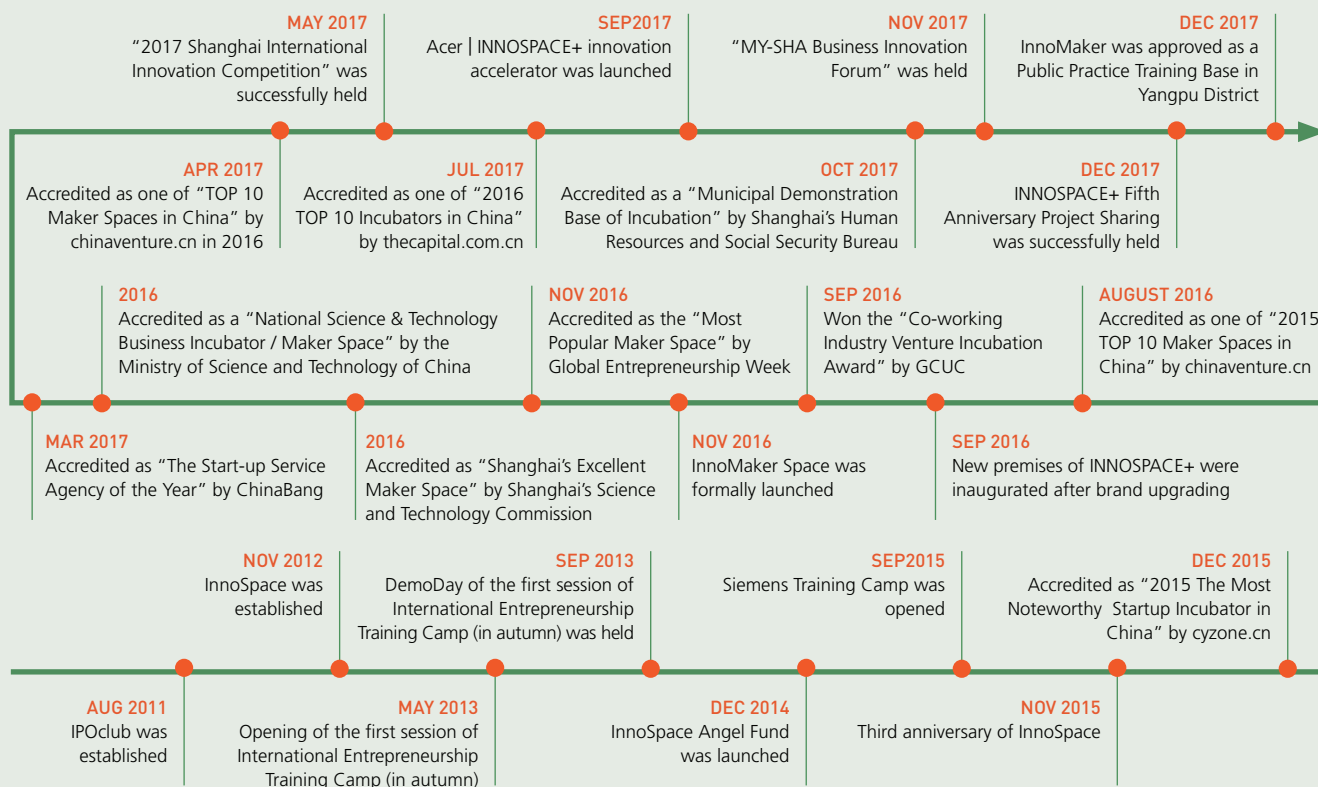 MAY 2017
“2017 Shanghai International
Innovation Competition” was
successfully held
SEP2017
Acer | INNOSPACE+ innovation
accelerator was launched
NOV 2017
“MY-SHA Business Innovation
Forum” was held
DEC 2017
InnoMaker was approved as a
Public Practice Training Base in
Yangpu District
APR 2017
Accredited as one of “TOP 10
Maker Spaces in China” by
chinaventure.cn in 2016
JUL 2017
Accredited as one of “2016
TOP 10 Incubators in China”
by thecapital.com.cn
OCT 2017
Accredited as a “Municipal Demonstration
Base of Incubation” by Shanghai’s Human
Resources and Social Security Bureau
DEC 2017
INNOSPACE+ Fifth
Anniversary Project Sharing
was successfully held
2016
Accredited as a “National Science & Technology
Business Incubator / Maker Space” by the
Ministry of Science and Technology of China
NOV 2016
Accredited as the “Most
Popular Maker Space” by
Global Entrepreneurship Week
SEP 2016
Won the “Co-working
Industry Venture Incubation
Award” by GCUC
AUGUST 2016
Accredited as one of “2015
TOP 10 Maker Spaces in
China” by chinaventure.cn
MAR 2017
Accredited as “The Start-up Service
Agency of the Year” by ChinaBang
2016
Accredited as “Shanghai’s Excellent
Maker Space” by Shanghai’s Science
and Technology Commission
NOV 2016
InnoMaker Space was
formally launched
SEP 2016
New premises of INNOSPACE+ were
inaugurated after brand upgrading
NOV 2012
InnoSpace was
established
SEP 2013
DemoDay of the first session of
International Entrepreneurship
Training Camp (in autumn) was held
SEP2015
Siemens Training Camp was
opened
DEC 2015
Accredited as “2015 The Most
Noteworthy Startup Incubator in
China” by cyzone.cn
AUG 2011
IPOclub was
established
MAY 2013
Opening of the first session of
International Entrepreneurship
Training Camp (in autumn)
DEC 2014
InnoSpace Angel Fund
was launched
NOV 2015
Third anniversary of InnoSpace